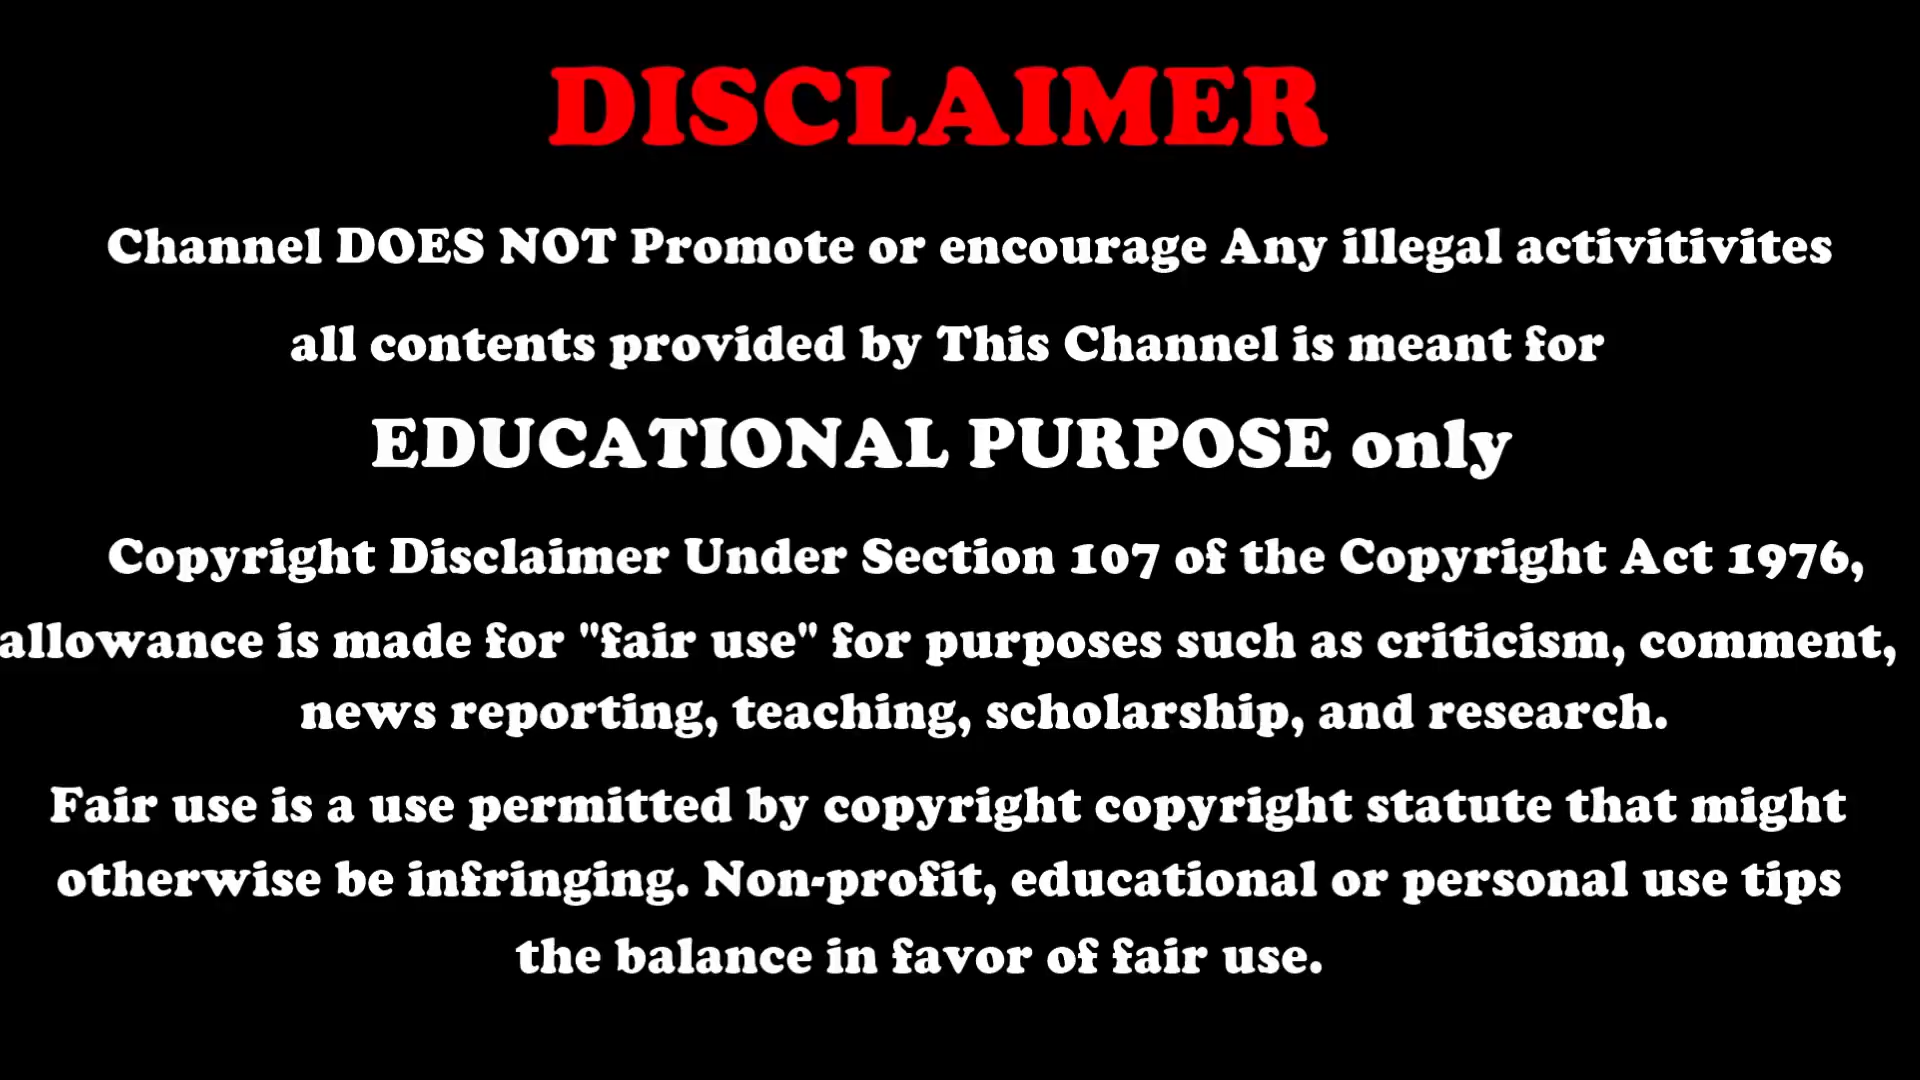 DISCLAIMER
Channel DOES NOT Promote or encourage Any illegal activitivites
all contents provided by This Channel is meant for
EDUCATIONAL PURPOSE only
Copyright Disclaimer Under Section 107 of the Copyright Act 1976,
allowance is made for "fair use" for purposes such as criticism, comment,
news reporting, teaching, scholarship, and research.
Fair use is a use permitted by copyright copyright statute that might
otherwise be infringing. Non-profit, educational or personal use tips
the balance in favor of fair use.